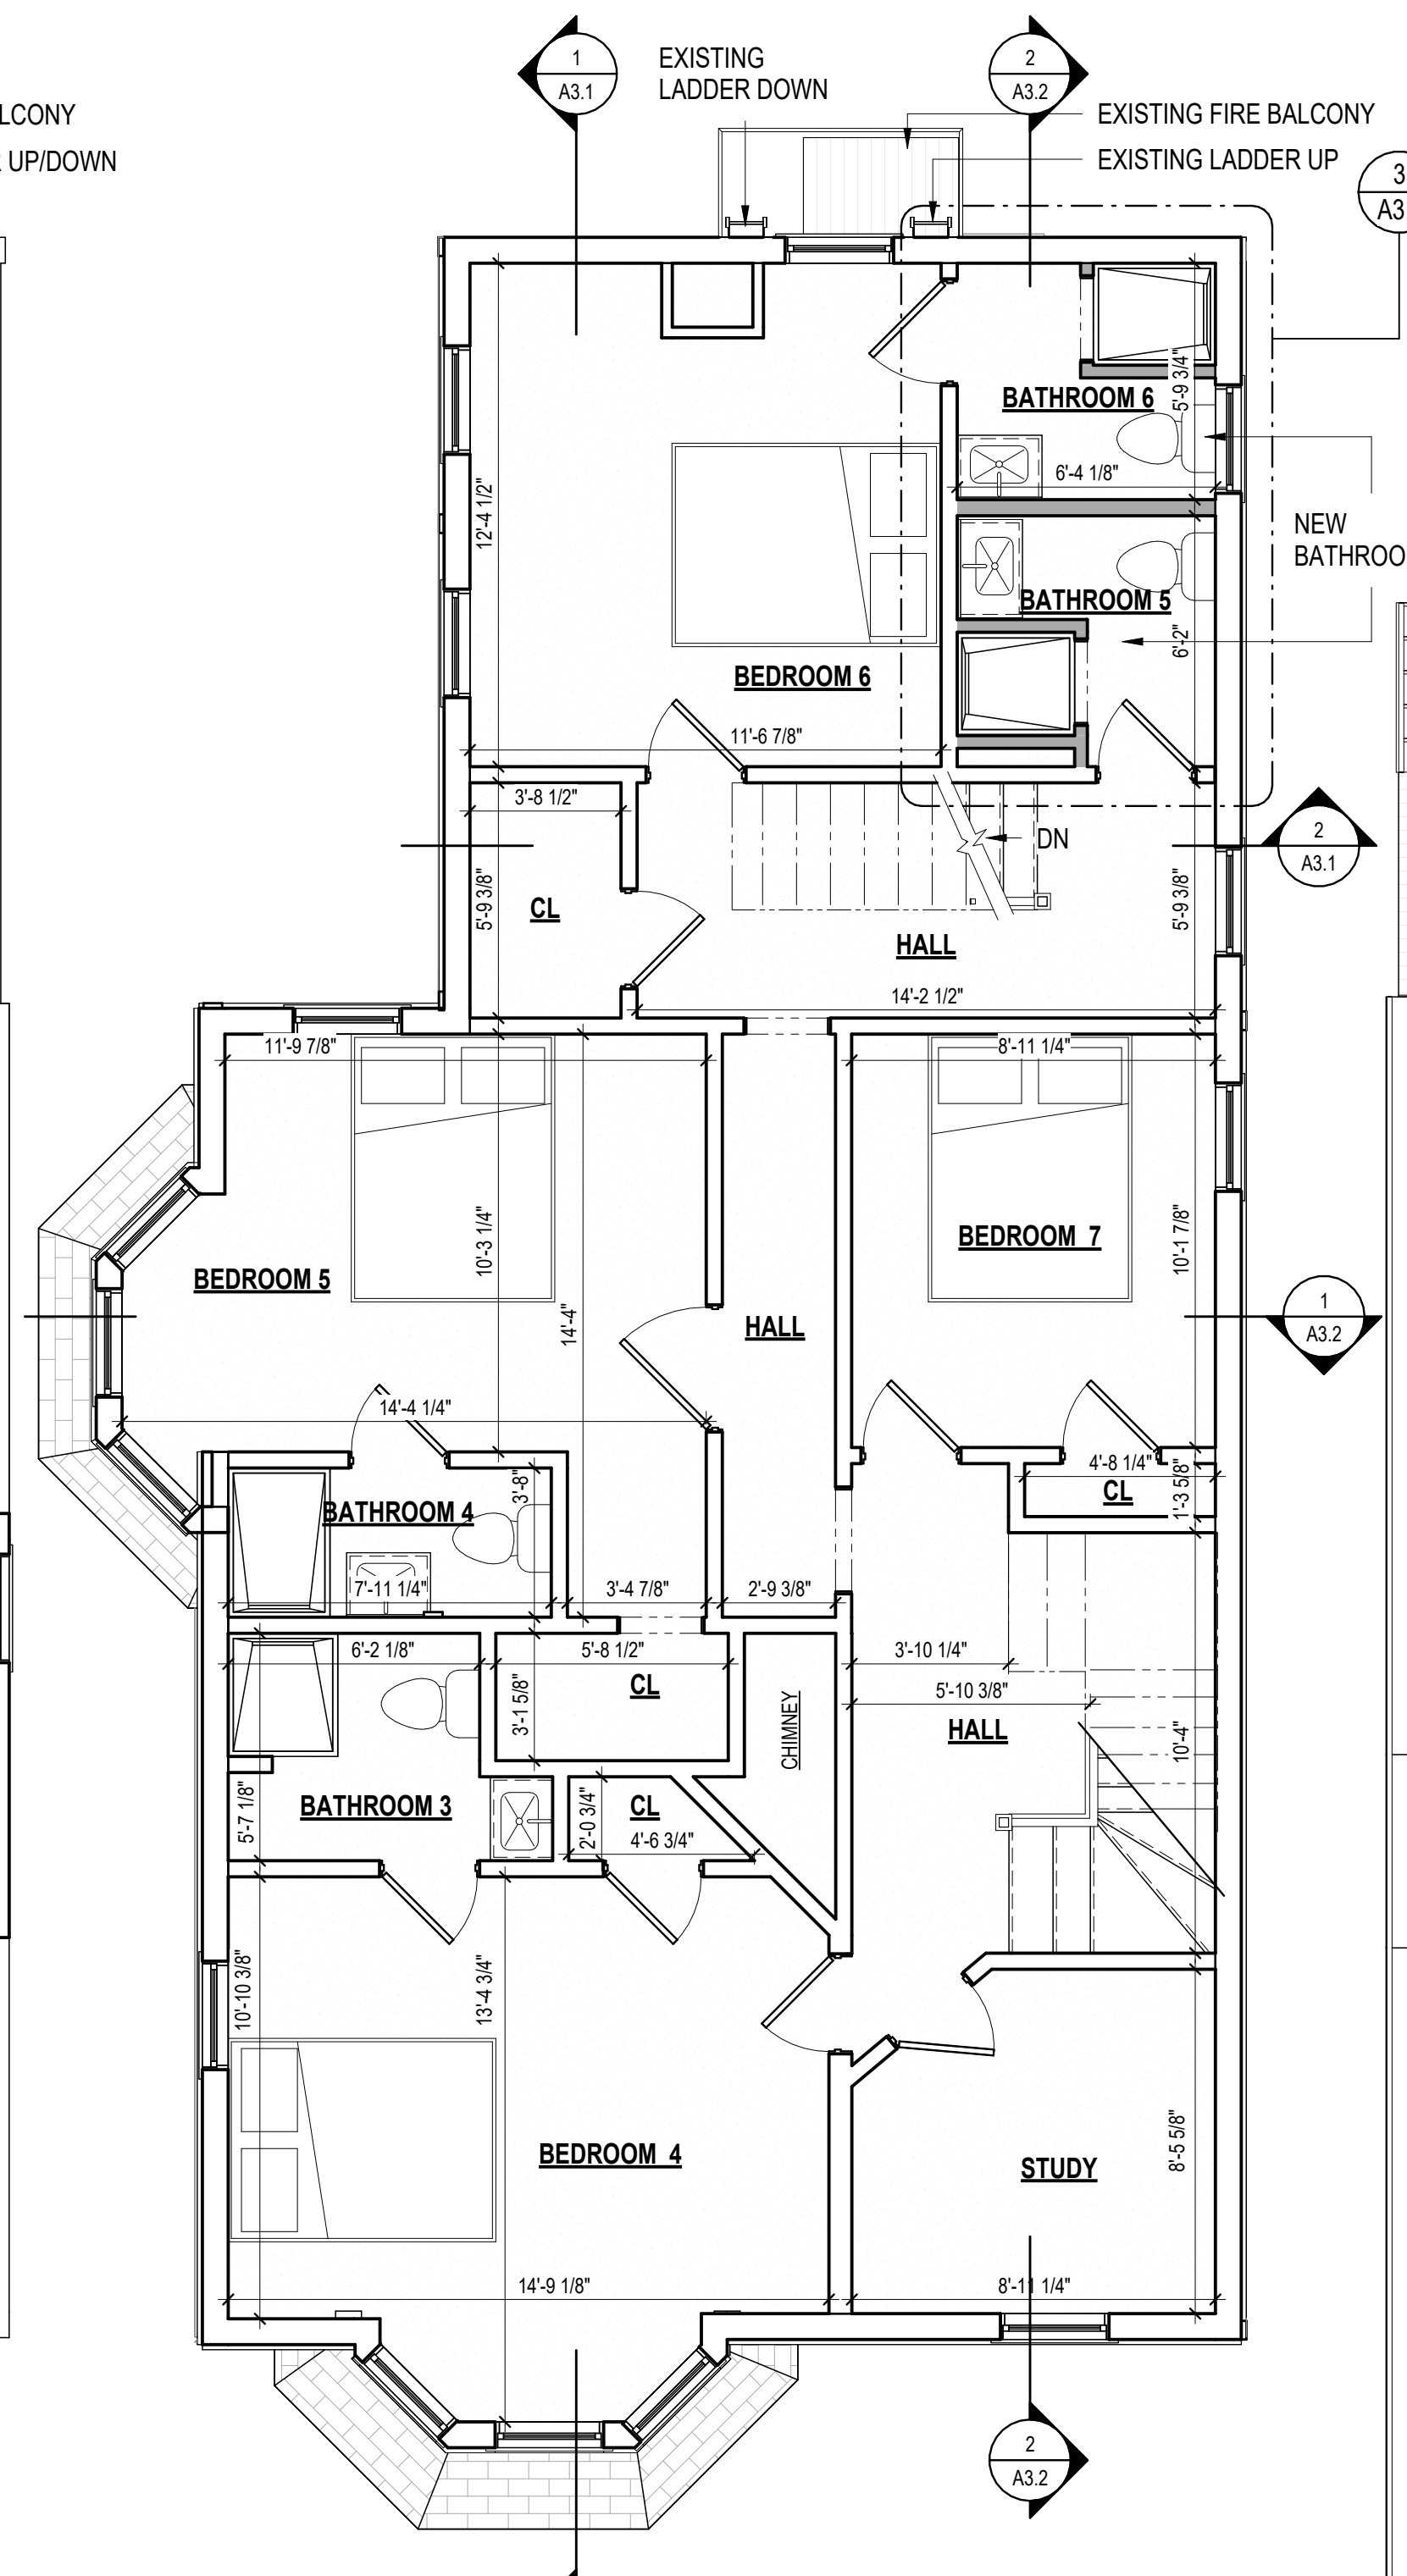 1
A3.1
EXISTING
LADDER DOWN
2
A3.2
LCONY
UP/DOWN
EXISTING FIRE BALCONY
EXISTING LADDER UP
3
A3
BATHROOM 6
5'-9 3/4"
6'-4 1/8"
12'-4 1/2"
NEW
BATHROO
BATHROOM 5
6'-2"
BEDROOM 6
11'-6 7/8"
3'-8 1/2"
DN
2
A3.1
5'-9 3/8"
CL
5'-9 3/8"
HALL
14'-2 1/2"
11'-9 7/8"
8'-11 1/4"
10'-3 1/4"
BEDROOM 7
10'-1 7/8"
BEDROOM 5
14'-4"
HALL
1
A3.2
14'-4 1/4"
4'-8 1/4"
CL
1'-3 5/8"
3'-8"
BATHROOM 4
7'-11 1/4"
3'-4 7/8"
2'-9 3/8"
6'-2 1/8"
5'-8 1/2"
3'-10 1/4"
CL
3'-1 5/8"
5'-10 3/8"
CHIMNEY
HALL
10'-4"
5'-7 1/8"
BATHROOM 3
2'-0 3/4"
CL
4'-6 3/4"
10'-10 3/8"
13'-4 3/4"
BEDROOM 4
STUDY
8'-5 5/8"
14'-9 1/8"
8'-11 1/4"
2
A3.2